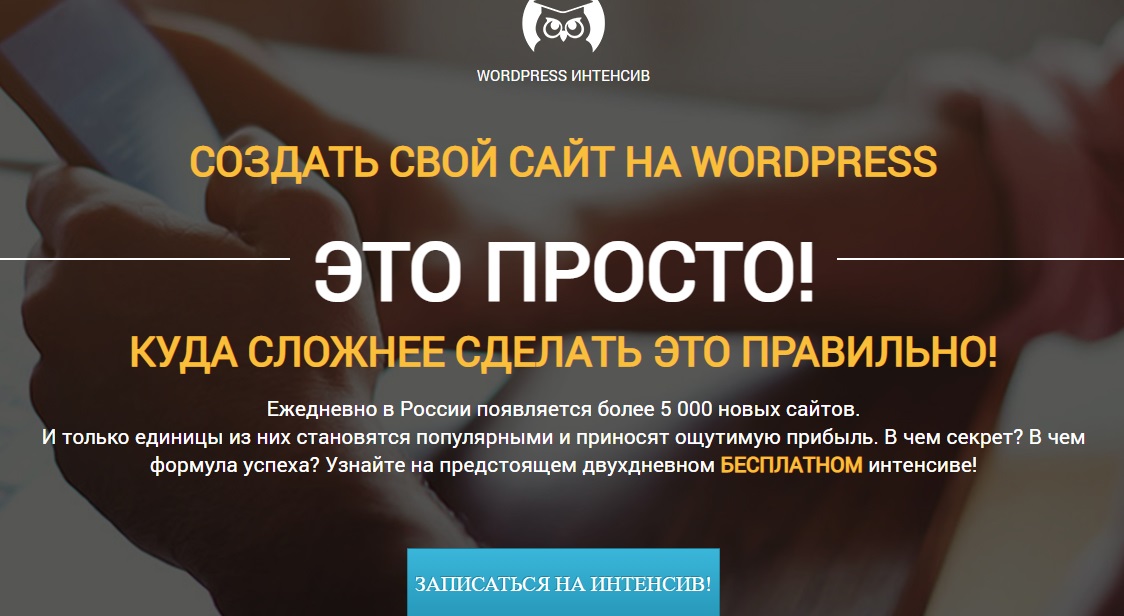 WORDPRESS ИНТЕНСИВ
СОЗДАТЬ СВОЙ САЙТ НА WORDPRESS
ЭТО ПРОСТО!
КУДА СЛОЖНЕЕ СДЕЛАТЬ ЭТО ПРАВИЛЬНО!
Ежедневно в России появляется более 5 000 новых сайтов.
И только единицы из них становятся популярными и приносят ощутимую прибыль. В чем секрет? В чем
формула успеха? Узнайте на предстоящем двухдневном БЕСПЛАТНОМ интенсиве!
ЗАПИСАТЬСЯ НА ИНТЕНСИВ!